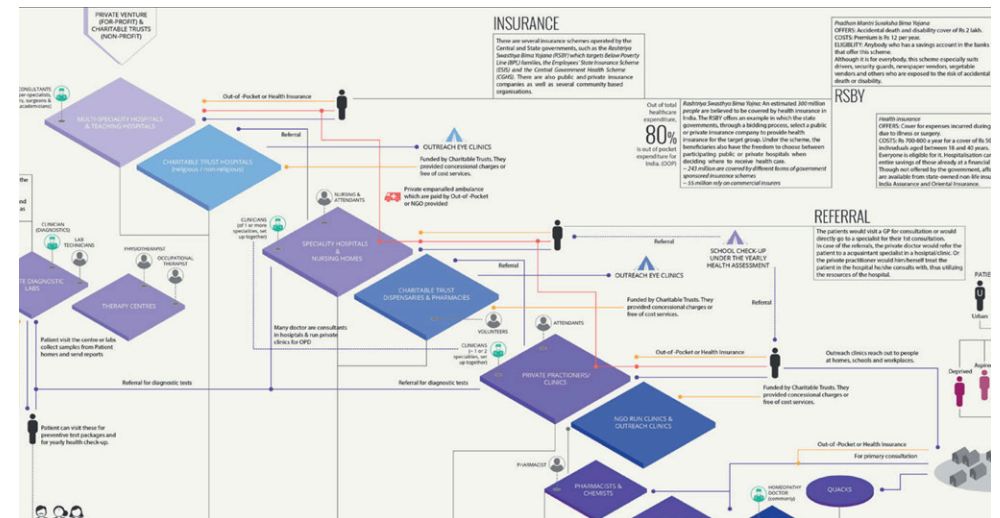 PRIVATE VENTURE
(FOR-PROFIT) &
CHARITABLE TRUSTS
(NON-PROFIT)
INSURANCE
There are several insurance schemes operated by the
Central and State governments, such as the Rashtriya
Swasthya Bima Yojana (RSBY) which targets Below Poverty
Line (BPL) families, the Employees' State Insurance Scheme
(ESIS) and the Central Government Health Scheme
(CGHS). There are also public and private insurance
companies as well as several community based
organisations.
Pradhan Mantri Suraksha Bima Yojana
OFFERS: Accidental death and disability cover of Rs 2 lakh.
COSTS: Premium is Rs 12 per year.
ELIGIBILITY: Anybody who has a savings account in the banks
that offer this scheme.
Although it is for everybody, this scheme especially suits
drivers, security guards, newspaper vendors, vegetable
vendors and others who are exposed to the risk of accidental
death or disability.
RSBY
Out of total
healthcare
expenditure,
80%
is out of pocket
expenditure for
India. (OOP)
Rashtriya Swasthya Bima Yojna: An estimated 300 million
people are believed to be covered by health insurance in
India. The RSBY offers an example in which the state
governments, through a bidding process, select a public
or private insurance company to provide health
insurance for the target group. Under the scheme, the
beneficiaries also have the freedom to choose between
participating public or private hospitals when
deciding where to receive health care.
~ 243 million are covered by different forms of government
sponsored insurance schemes
~ 55 million rely on commercial insurers
Health insurance
OFFERS: Cover for expenses incurred during
due to illness or surgery.
COSTS: Rs 700-800 a year for a cover of Rs
individuals aged between 18 and 40 years.
Everyone is eligible for it. Hospitalisation can
entire savings of those already at a financial
Though not offered by the government,
are available from state-owned non life
India Assurance and Oriental Insurance.
CONSULTANTS
surgeons &
MULTI-SPECIALITY HOSPITALS
& TEACHING HOSPITALS
Out-of -Pocket or Health Insurance
Referral
OUTREACH EYE CLINICS
CHARITABLE TRUST HOSPITALS
(religious / non-religious)
Funded by Charitable Trusts. They
provided concessional charges or
free of cost services.
NURSING &
ATTENDANTS
Private empanalled ambulance
which are paid by Out-of -Pocket
or NGO provided
REFERRAL
The patients would visit a GP for consultation or would
directly go to a specialist for their 1st consultation.
In case of the referrals, the private doctor would refer the
patient to a acquaintant specialist in a hosiptal/clinic. Or
the private practitioner would him/herself treat the
patient in the hospital he/she consults with, thus utilizing
the resources of the hospital.
the
and
as
CLINICIAN
(DIAGNOSTICS)
LAB
TECHNICIANS
PHYSIOTHERAPIST
OCCUPATIONAL
THERAPIST
CLINICIANS
(of 1 or more
specialities, set
up together)
SPECIALITY HOSPITALS
&
NURSING HOMES
Referral
SCHOOL CHECK-UP
UNDER THE YEARLY
HEALTH ASSESSMENT
Referral
OUTREACH EYE CLINICS
DIAGNOSTIC
LABS
THERAPY CENTRES
CHARITABLE TRUST
DISPENSARIES & PHARMACIES
Funded by Charitable Trusts. They
provided concessional charges or
free of cost services.
Referral
Urban
VOLUNTEERS
ATTENDANTS
Many doctor are consultants
in hospitals & run private
clinics for OPD
Patient visit the centre or labs
collect samples from Patient
homes and send reports
CLINICIANS
(~ 1 or 2
specialities, set
up together)
Out-of -Pocket or Health Insurance
Outreach clinics reach out to people
at homes, schools and workplaces.
Deprived
PRIVATE PRACTIONERS/
CLINICS
Referral for diagnostic tests
Referral for diagnostic tests
Funded by Charitable Trusts. They
provided concessional charges or
free of cost services.
NGO RUN CLINICS &
OUTREACH CLINICS
Patient can visit these for
preventive test packages and
for yearly health check-up.
Out-of -Pocket or Health Insurance
For primary consultation
PHARMACIST
PHARMACISTS &
CHEMISTS
HOMEOPATHY
DOCTOR
(commonly)
QUACKS